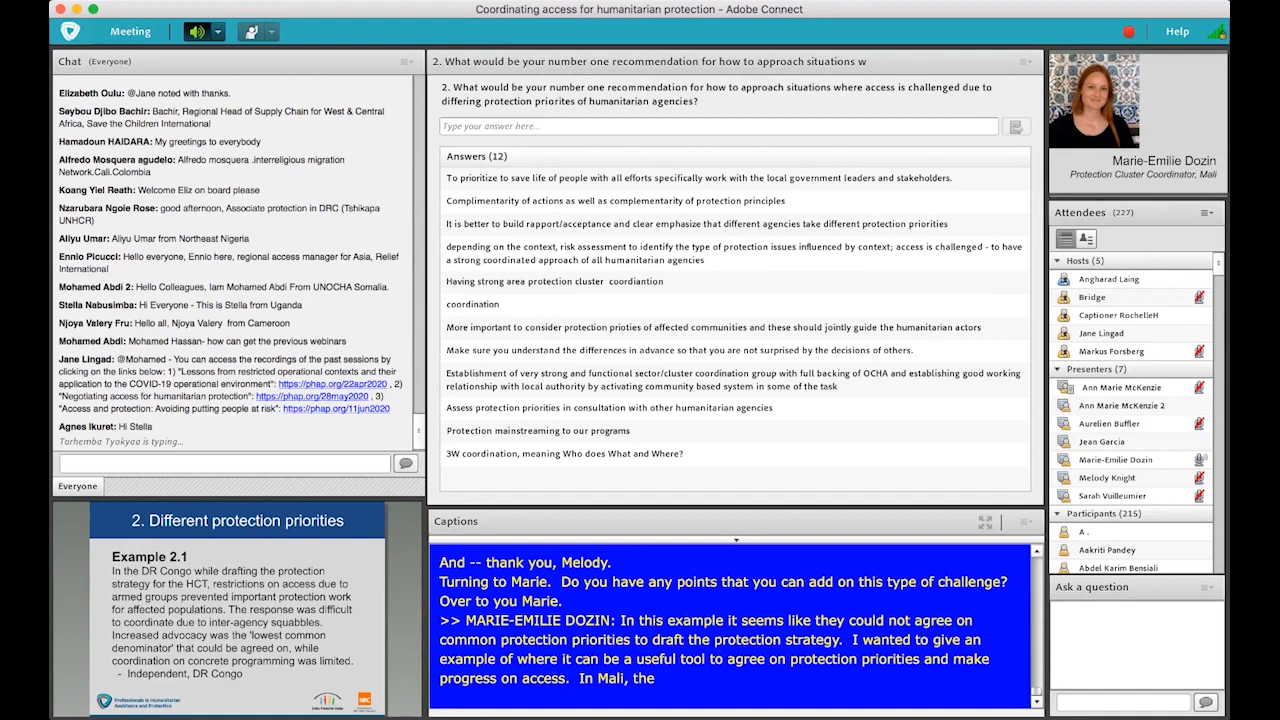 Coordinating access for humanitarian protection - Adobe Connect
Meeting
Help
Chat (Everyone)
Elizabeth Oulu: @Jane noted with thanks.
Seybou Djibo Bachir: Bachir, Regional Head of Supply Chain for West & Central
Africa, Save the Children International
Hamadoun HAIDARA: My greetings to everybody
Alfredo Mosquera agudelo: Alfredo mosquera .interreligious migration
Network.Cali.Colombia
Koang Yiel Reath: Welcome Eliz on board please
Nzarubara Ngoie Rose: good afternoon, Associate protection in DRC (Tshikapa
UNHCR)
Aliyu Umar: Aliyu Umar from Northeast Nigeria
Ennio Picucci: Hello everyone, Ennio here, regional access manager for Asia, Relief
International
Mohamed Abdi 2: Hello Colleagues, Iam Mohamed Abdi From UNOCHA Somalia.
Stella Nabusimba: Hi Everyone - This is Stella from Uganda
Njoya Valery Fru: Hello all, Njoya Valery from Cameroon
Mohamed Abdi: Mohamed Hassan- how can get the previous webinars
Jane Lingad: @Mohamed - You can access the recordings of the past sessions by
clicking on the links below: 1) "Lessons from restricted operational contexts and their
application to the COVID-19 operational environment": https://phap.org/22apr2020 , 2)
"Negotiating access for humanitarian protection": https://phap.org/28may2020 , 3)
"Access and protection: Avoiding putting people at risk": https://phap.org/11jun2020
Agnes Ikuret: Hi Stella
Torhemba Tyokyaa is typing...
Everyone
2. What would be your number one recommendation for how to approach situations w
2. What would be your number one recommendation for how to approach situations where access is challenged due to
differing protection priorites of humanitarian agencies?
Type your answer here...
Answers (12)
To prioritize to save life of people with all efforts specifically work with the local government leaders and stakeholders.
Complimentarity of actions as well as complementarity of protection principles
It is better to build rapport/acceptance and clear emphasize that different agencies take different protection priorities
depending on the context, risk assessment to identify the type of protection issues influenced by context; access is challenged - to have
a strong coordinated approach of all humanitarian agencies
Having strong area protection cluster coordiantion
coordination
More important to consider protection prioties of affected communities and these should jointly guide the humanitarian actors
Make sure you understand the differences in advance so that you are not surprised by the decisions of others.
Establishment of very strong and functional sector/cluster coordination group with full backing of OCHA and establishing good working
relationship with local authority by activating community based system in some of the task
Assess protection priorities in consultation with other humanitarian agencies
Protection mainstreaming to our programs
3W coordination, meaning Who does What and Where?
Marie-Emilie Dozin
Protection Cluster Coordinator, Mali
Attendees (227)
Hosts (5)
Angharad Laing
Bridge
Captioner RochelleH
Jane Lingad
Markus Forsberg
Presenters (7)
Ann Marie McKenzie
Ann Marie McKenzie 2
Aurelien Buffler
Jean Garcia
Marie-Emilie Dozin
Melody Knight
Sarah Vuilleumier
Participants (215)
A .
Aakriti Pandey
Abdel Karim Bensiali
Ask a question
2. Different protection priorities
Example 2.1
In the DR Congo while drafting the protection
strategy for the HCT, restrictions on access due to
armed groups prevented important protection work
for affected populations. The response was difficult
to coordinate due to inter-agency squabbles.
Increased advocacy was the 'lowest common
denominator' that could be agreed on, while
coordination on concrete programming was limited.
- Independent, DR Congo
Professionals in Humanitarian
Assistance and Protection
NRC
Captions
And -- thank you, Melody.
Turning to Marie. Do you have any points that you can add on this type of challenge?
Over to you Marie.
>> MARIE-EMILIE DOZIN: In this example it seems like they could not agree on
common protection priorities to draft the protection strategy. I wanted to give an
example of where it can be a useful tool to agree on protection priorities and make
progress on access. In Mali, the